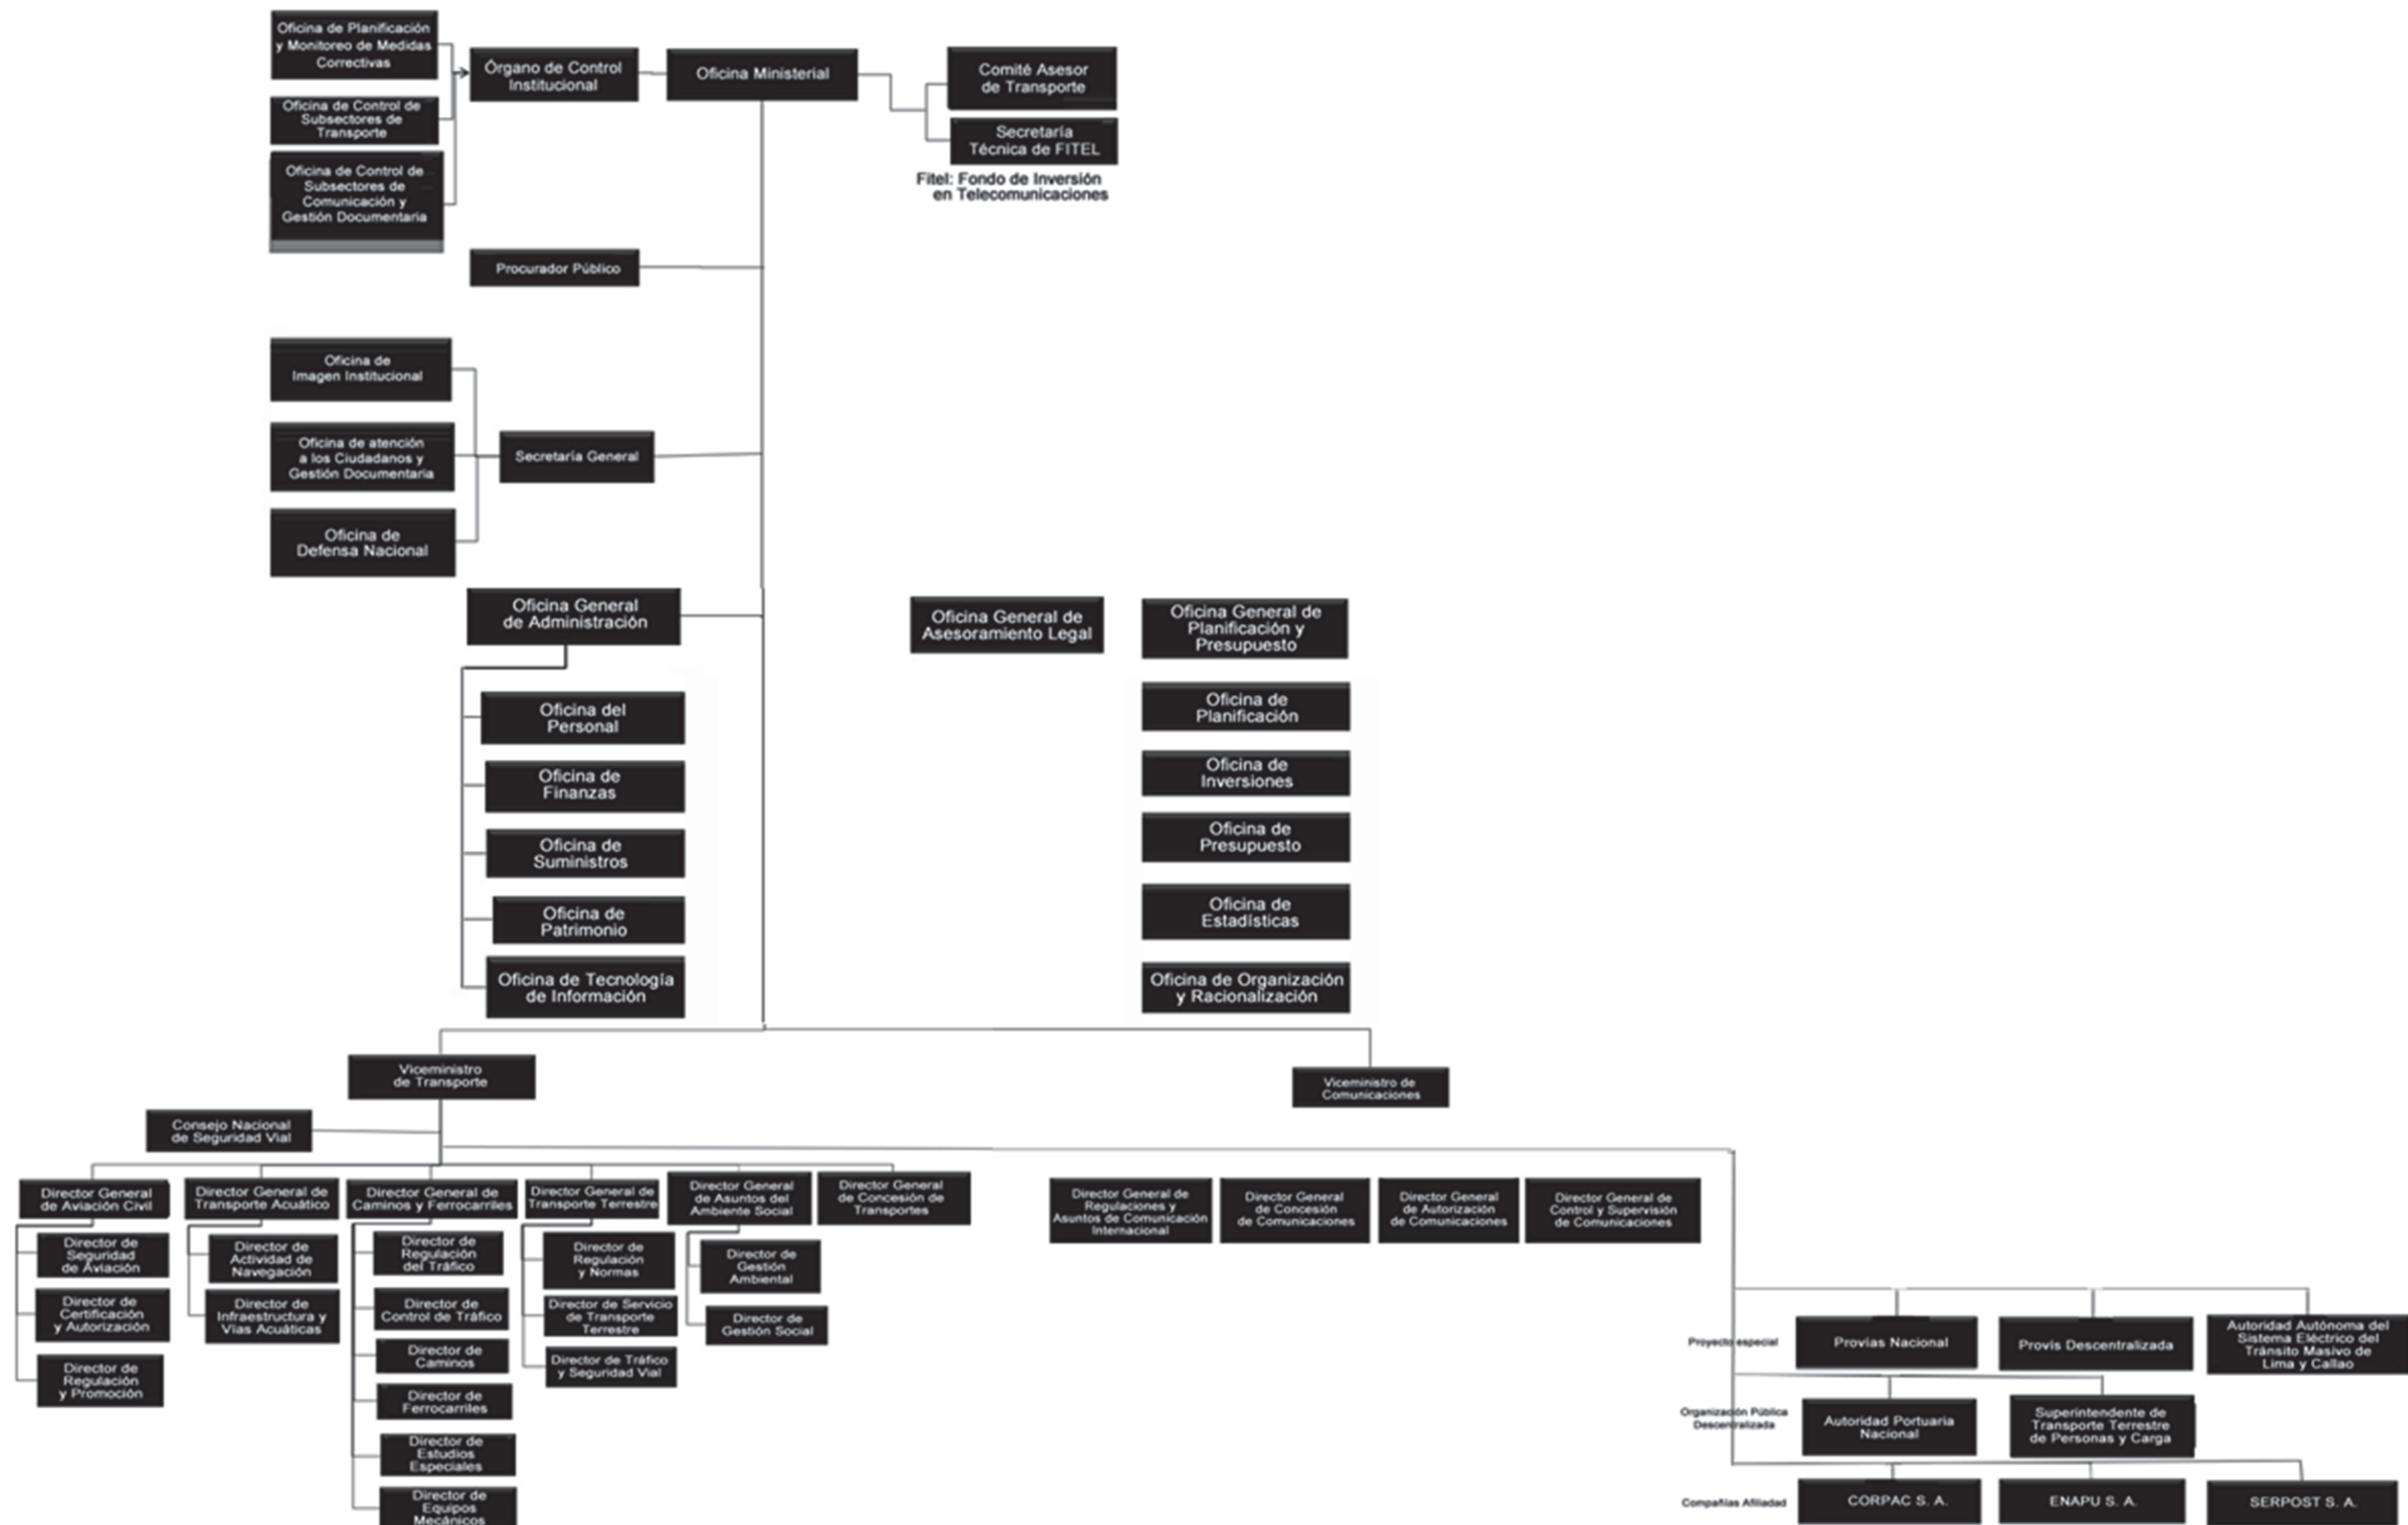 Oficina de Planificación
y Monitoreo de Medidas
Correctivas
Órgano de Control
Institucional
Oficina Ministerial
Comité Asesor
de Transporte
Oficina de Control de
Subsectores de
Transporte
Secretaría
Técnica de FITEL
Oficina de Control de
Subsectores de
Comunicación y
Gestión Documentaria
Fitel: Fondo de Inversión
en Telecomunicaciones
Procurador Público
Oficina de
Imagen Institucional
Oficina de atención
a los Ciudadanos y
Gestión Documentaria
Secretaría General
Oficina de
Defensa Nacional
Oficina General
de Administración
Oficina General de
Asesoramiento Legal
Oficina General de
Planificación y
Presupuesto
Oficina del
Personal
Oficina de
Planificación
Oficina de
Finanzas
Oficina de
Inversiones
Oficina de
Suministros
Oficina de
Presupuesto
Oficina de
Patrimonio
Oficina de
Estadísticas
Oficina de Tecnología
de Información
Oficina de Organización
y Racionalización
Viceministro
de Transporte
Viceministro de
Comunicaciones
Consejo Nacional
de Seguridad Vial
Director General
de Aviación Civil
Director General de
Transporte Acuático
Director General de
Caminos y Ferrocarriles
Director General de
Transporte Terrestre
Director General
de Asuntos del
Ambiente Social
Director General
de Concesión de
Transportes
Director General de
Regulaciones y
Asuntos de Comunicación
Internacional
Director General
de Concesión
de Comunicaciones
Director General
de Autorización
de Comunicaciones
Director General de
Control y Supervisión
de Comunicaciones
Director de
Seguridad
de Aviación
Director de
Certificación
y Autorización
Director de
Regulación
y Promoción
Director de
Actividad de
Navegación
Director de
Infraestructura y
Vías Acuáticas
Director de
Regulación
del Tráfico
Director de
Control de Tráfico
Director de
Caminos
Director de
Ferrocarriles
Director de
Estudios
Especiales
Director de
Equipos
Mecánicos
Director de
Regulación
y Normas
Director de Servicio
de Transporte
Terrestre
Director de Tráfico
y Seguridad Vial
Director de
Gestión
Ambiental
Director de
Gestión Social
Proyecto especial
Provías Nacional
Provís Descentralizada
Autoridad Autónoma del
Sistema Eléctrico del
Tránsito Masivo de
Lima y Callao
Organización Pública
Descentralizada
Autoridad Portuaria
Nacional
Superintendente de
Transporte Terrestre
de Personas y Carga
Compañías Afiliadad
CORPAC S. A.
ENAPU S. A.
SERPOST S. A.